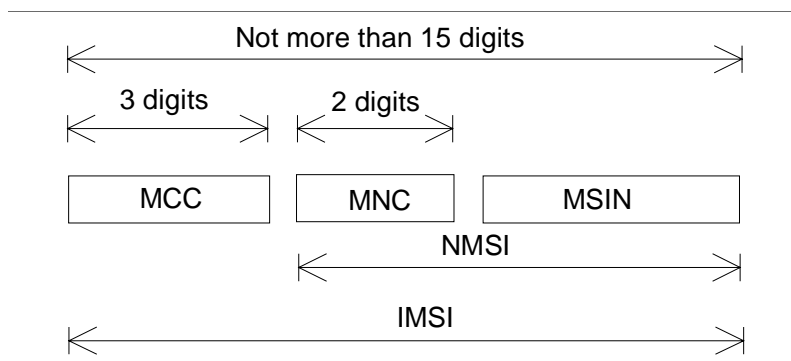 Not more than 15 digits
3 digits 2 digits
MCC MNC MSIN
NMSI
IMSI